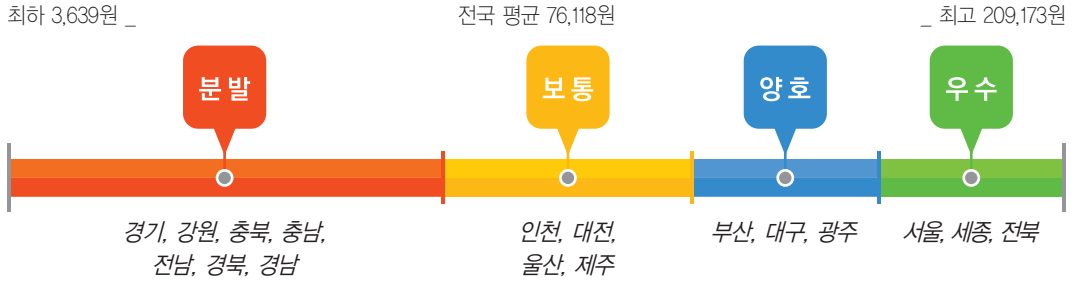 최하 3,639원 _
전국 평균 76,118원
_ 최고 209,173원
분발
보통
양호
우수
경기, 강원, 충북, 충남,
전남, 경북, 경남
인천, 대전,
울산, 제주
부산, 대구, 광주
서울, 세종, 전북